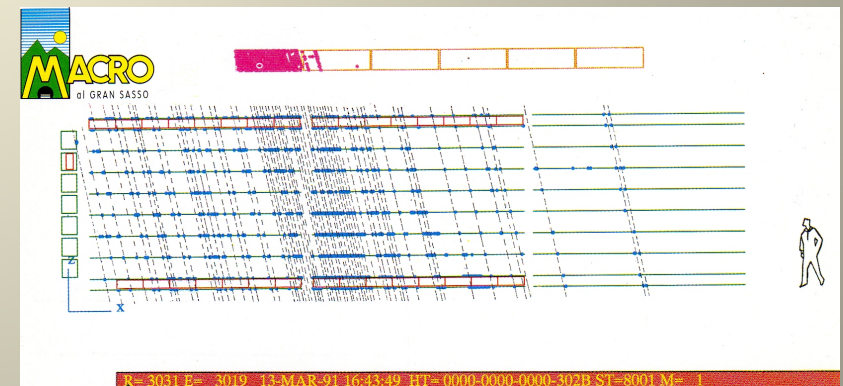 MACRO
al GRAN SASSO
Z
X
R= 3031 E= 3019 13-MAR-91 16:43:49 HT= 0000-0000-0000-302B ST=8001 M= 1